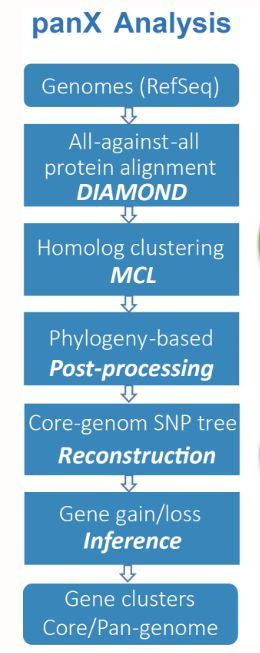 panX Analysis
Genomes (RefSeq)
All-against-all
protein alignment
DIAMOND
Homolog clustering
MCL
Phylogeny-based
Post-processing
Core-genom SNP tree
Reconstruction
Gene gain/loss
Inference
Gene clusters
Core/Pan-genome